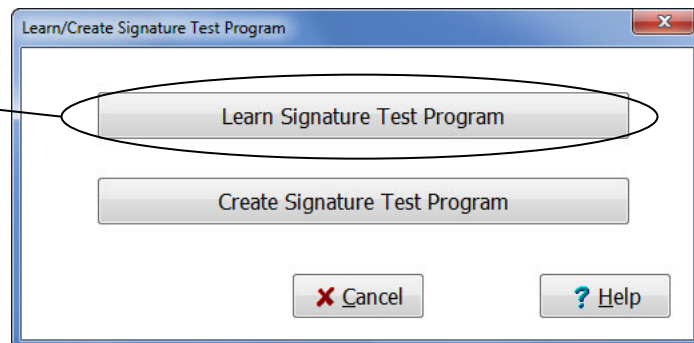 Learn/Create Signature Test Program
Learn Signature Test Program
Create Signature Test Program
Cancel
? Help